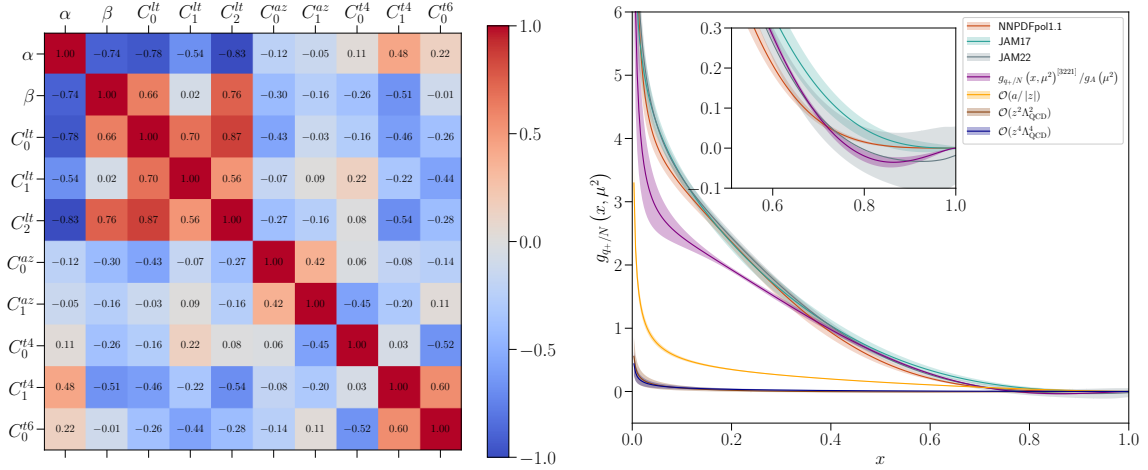 α β C_0^{lt} C_1^{lt} C_2^{lt} C_0^{az} C_1^{az} C_0^{t4} C_1^{t4} C_0^{t6}
α 1.00 −0.74 −0.78 −0.54 −0.83 −0.12 −0.05 0.11 0.48 0.22
β −0.74 1.00 0.66 0.02 0.76 −0.30 −0.16 −0.26 −0.51 −0.01
C_0^{lt} −0.78 0.66 1.00 0.70 0.87 −0.43 −0.03 −0.16 −0.46 −0.26
C_1^{lt} −0.54 0.02 0.70 1.00 0.56 −0.07 0.09 0.22 −0.22 −0.44
C_2^{lt} −0.83 0.76 0.87 0.56 1.00 −0.27 −0.16 0.08 −0.54 −0.28
C_0^{az} −0.12 −0.30 −0.43 −0.07 −0.27 1.00 0.42 0.06 −0.08 −0.14
C_1^{az} −0.05 −0.16 −0.03 0.09 −0.16 0.42 1.00 −0.45 −0.20 0.11
C_0^{t4} 0.11 −0.26 −0.16 0.22 0.08 0.06 −0.45 1.00 0.03 −0.52
C_1^{t4} 0.48 −0.51 −0.46 −0.22 −0.54 −0.08 −0.20 0.03 1.00 0.60
C_0^{t6} 0.22 −0.01 −0.26 −0.44 −0.28 −0.14 0.11 −0.52 0.60 1.00
1.0
0.5
0.0
−0.5
−1.0
g_{q_+/N}(x, μ²)
6
5
4
3
2
1
0
0.0 0.2 0.4 0.6 0.8 1.0
x
0.3
0.2
0.1
0.0
−0.1
0.6 0.8 1.0
NNPDFpol1.1
JAM17
JAM22
g_{q_+/N}(x, μ²)^{[3221]}/g_A(μ²)
O(a/|z|)
O(z²Λ²_{QCD})
O(z⁴Λ⁴_{QCD})